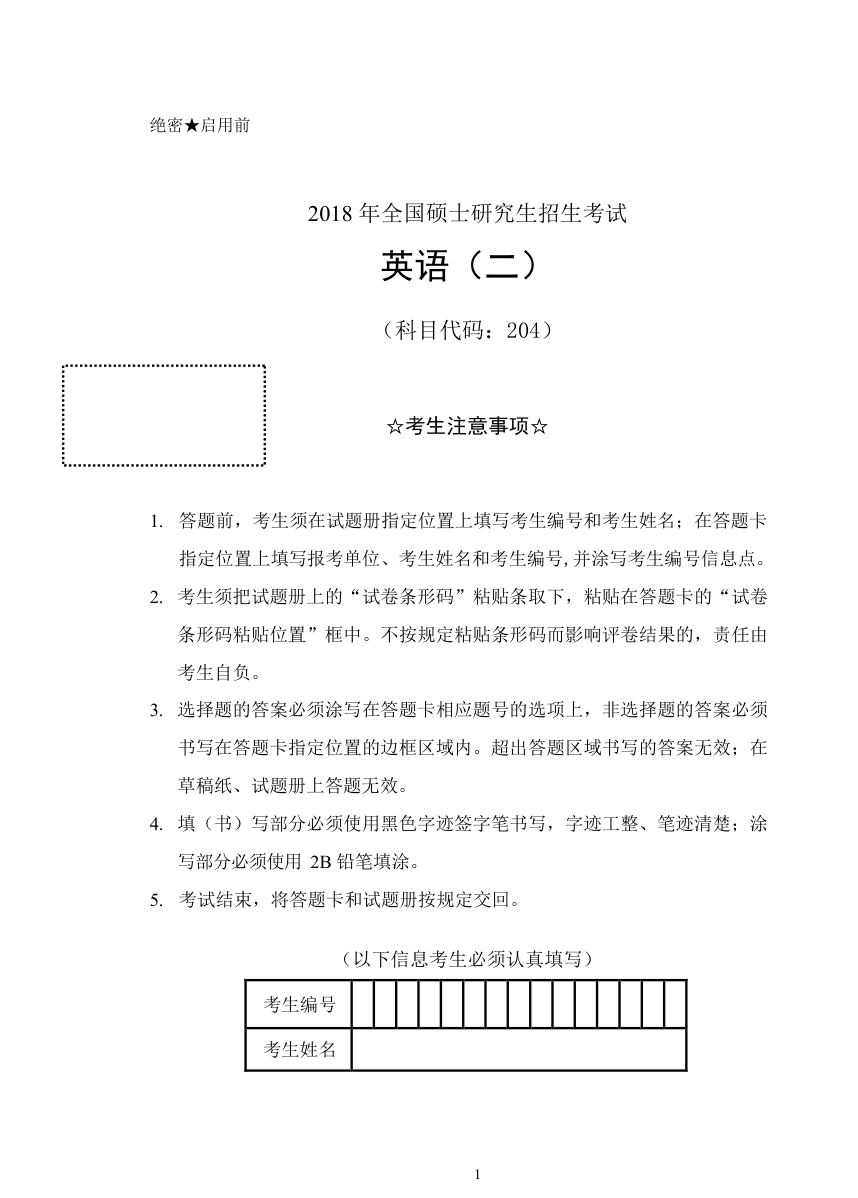 绝密★启用前
2018 年全国硕士研究生招生考试
英语（二）
（科目代码：204）
☆考生注意事项☆
1. 答题前，考生须在试题册指定位置上填写考生编号和考生姓名；在答题卡
指定位置上填写报考单位、考生姓名和考生编号,并涂写考生编号信息点。
2. 考生须把试题册上的“试卷条形码”粘贴条取下，粘贴在答题卡的“试卷
条形码粘贴位置”框中。不按规定粘贴条形码而影响评卷结果的，责任由
考生自负。
3. 选择题的答案必须涂写在答题卡相应题号的选项上，非选择题的答案必须
书写在答题卡指定位置的边框区域内。超出答题区域书写的答案无效；在
草稿纸、试题册上答题无效。
4. 填（书）写部分必须使用黑色字迹签字笔书写，字迹工整、笔迹清楚；涂
写部分必须使用 2B 铅笔填涂。
5. 考试结束，将答题卡和试题册按规定交回。
（以下信息考生必须认真填写）
考生编号
考生姓名
1